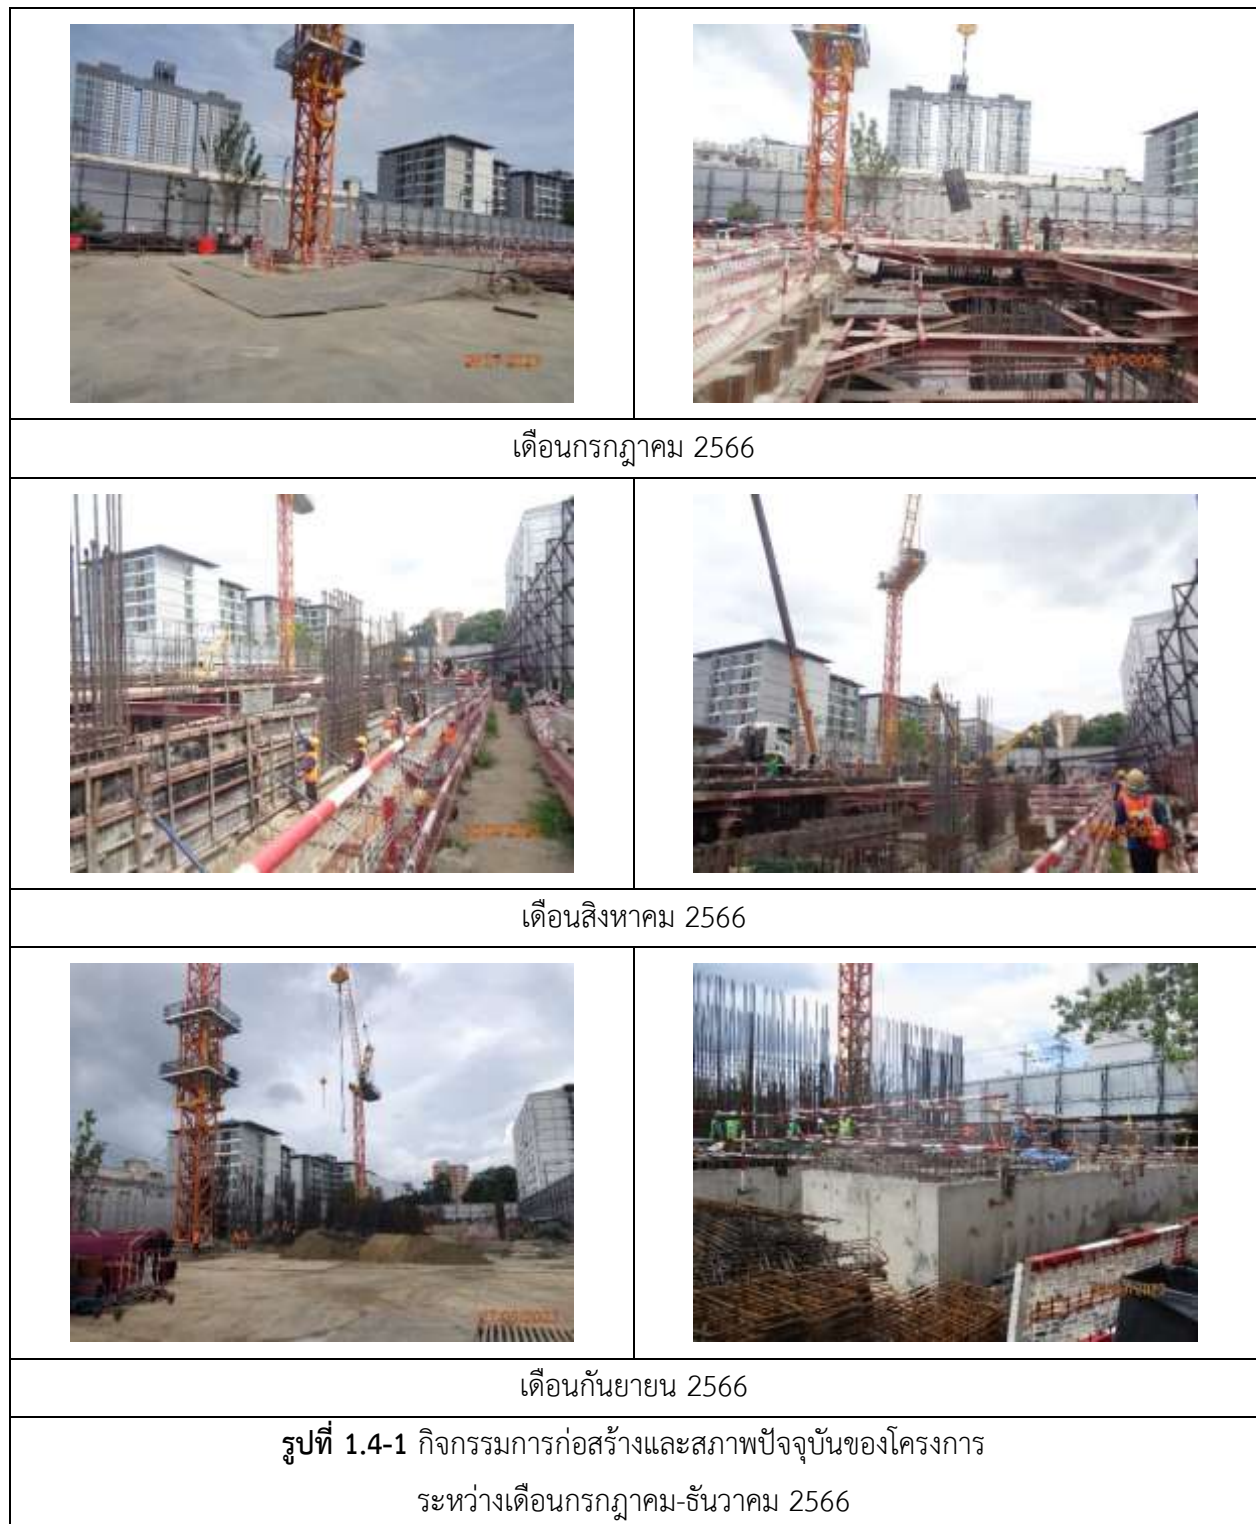 เดือนกรกฎาคม 2566
เดือนสิงหาคม 2566
เดือนกันยายน 2566
รูปที่ 1.4-1 กิจกรรมการก่อสร้างและสภาพปัจจุบันของโครงการ
ระหว่างเดือนกรกฎาคม-ธันวาคม 2566